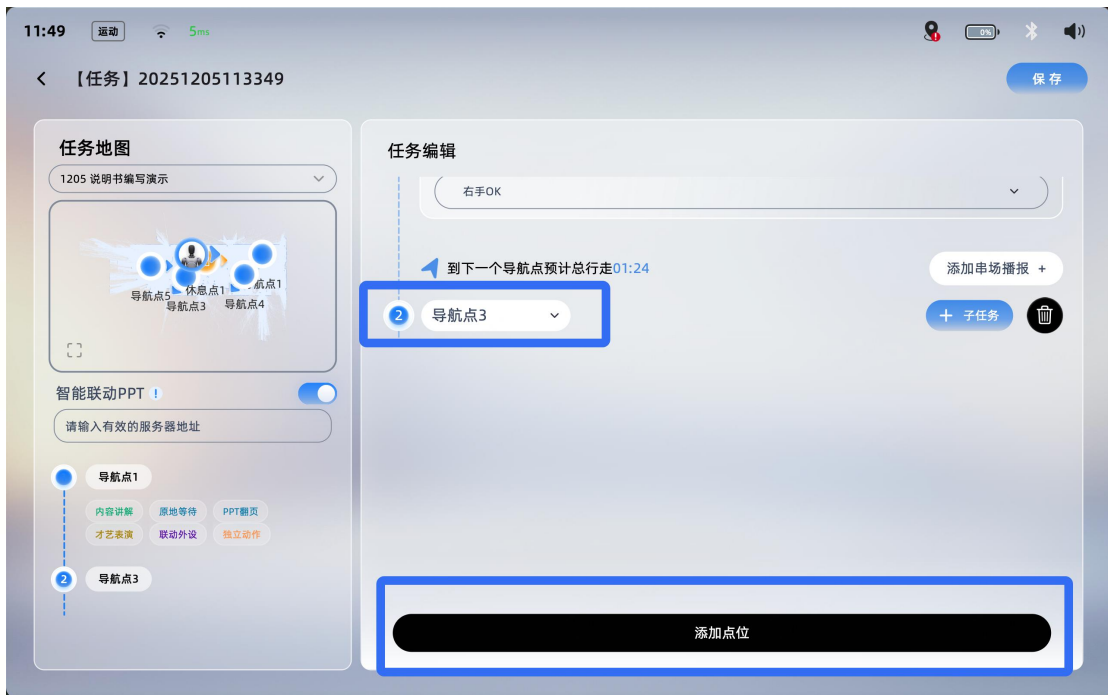 11:49 运动 5ms 0%
【任务】20251205113349
保存
任务地图
1205 说明书编写演示
导航点5
休息点1
航点1
导航点3
导航点4
智能联动PPT !
请输入有效的服务器地址
导航点1
内容讲解 原地等待 PPT翻页
才艺表演 联动外设 独立动作
2 导航点3
任务编辑
右手OK
到下一个导航点预计总行走01:24
添加串场播报 +
2 导航点3
+ 子任务
添加点位